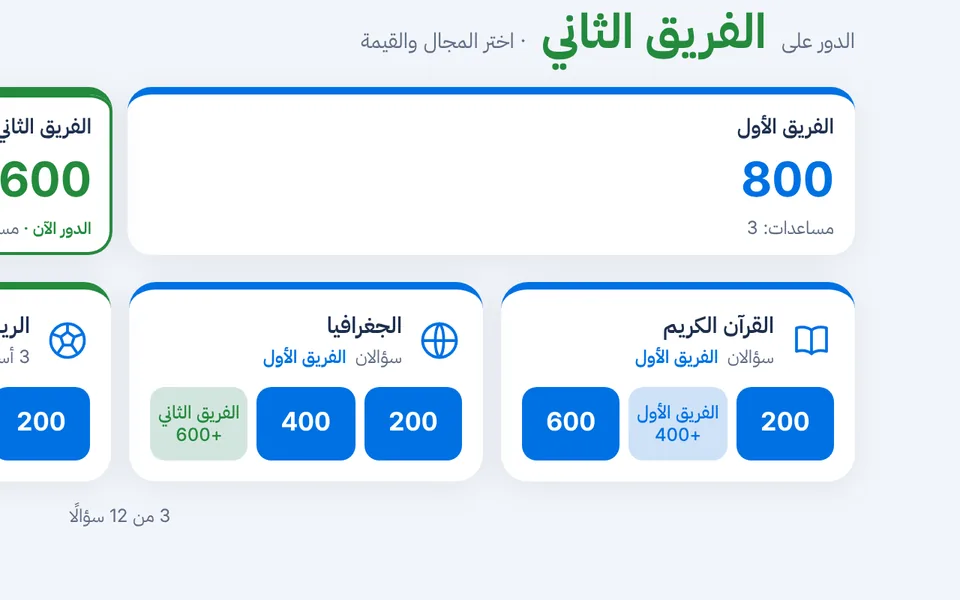 الدور على الفريق الثاني · اختر المجال والقيمة
الفريق الأول
800
مساعدات: 3
الفريق الثاني
600
الدور الآن ·
القرآن الكريم
سؤالان الفريق الأول
200
الفريق الأول
+400
600
الجغرافيا
سؤالان الفريق الأول
200
400
الفريق الثاني
+600
3
200
3 من 12 سؤالًا